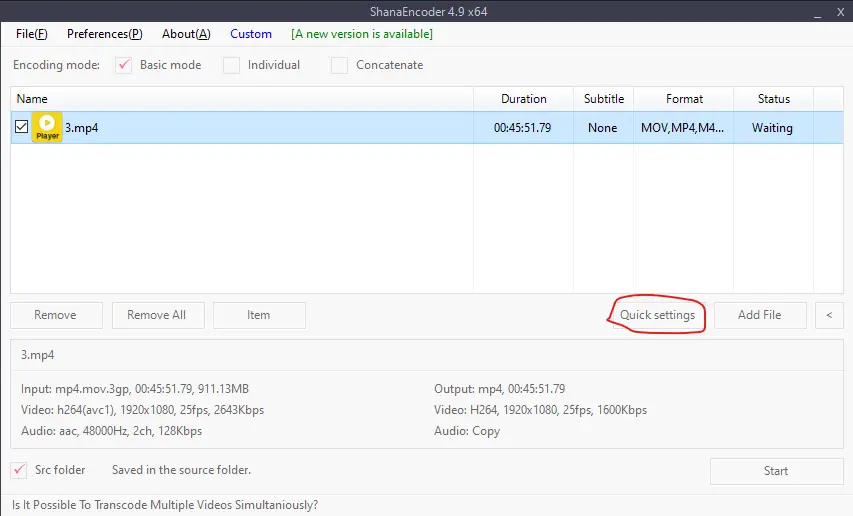 ShanaEncoder 4.9 x64
_ X
File(F) Preferences(P) About(A) Custom [A new version is available]
Encoding mode: Basic mode Individual Concatenate
Name Duration Subtitle Format Status
Player 3.mp4 00:45:51.79 None MOV,MP4,M4... Waiting
Remove Remove All Item Quick settings Add File <
3.mp4
Input: mp4.mov.3gp, 00:45:51.79, 911.13MB Output: mp4, 00:45:51.79
Video: h264(avc1), 1920x1080, 25fps, 2643Kbps Video: H264, 1920x1080, 25fps, 1600Kbps
Audio: aac, 48000Hz, 2ch, 128Kbps Audio: Copy
Src folder Saved in the source folder. Start
Is It Possible To Transcode Multiple Videos Simultaniously?